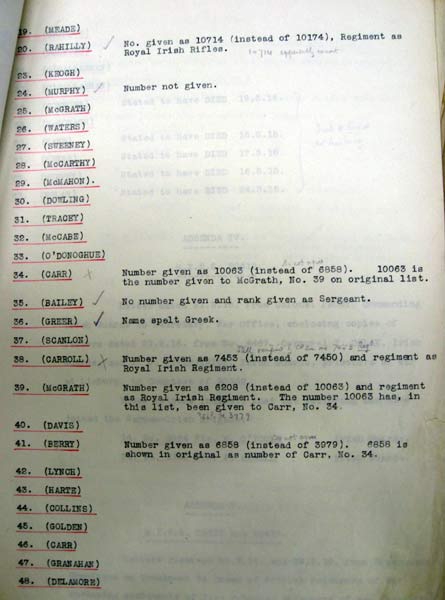 19. (MEADE)
20. (RAHILLY) ✓ No. given as 10714 (instead of 10174), Regiment as
Royal Irish Rifles. 10714 apparently correct
23. (KEOGH)
24. (MURPHY) ✓ Number not given.
25. (McGRATH)
26. (WATERS)
27. (SWEENEY)
28. (McCARTHY)
29. (McMAHON).
30. (DOWLING)
31. (TRACEY)
32. (McCABE)
33. (O'DONOGHUE)
34. (CARR) x Number given as 10063 (instead of 6858). 10063 is
the number given to McGrath, No. 39 on original list.
35. (BAILEY) ✓ No number given and rank given as Sergeant.
36. (GREER) ✓ Name spelt Greek.
37. (SCANLON)
38. (CARROLL) x Number given as 7453 (instead of 7450) and regiment as
Royal Irish Regiment.
39. (McGRATH) Number given as 6208 (instead of 10063) and regiment
as Royal Irish Regiment. The number 10063 has, in
this list, been given to Carr, No. 34.
40. (DAVIS)
41. (BERRY) Number given as 6858 (instead of 3979). 6858 is
shown in original as number of Carr, No. 34.
42. (LYNCH)
43. (HARTE)
44. (COLLINS)
45. (GOLDEN)
46. (CARR)
47. (GRANAHAN)
48. (DELAMORE)